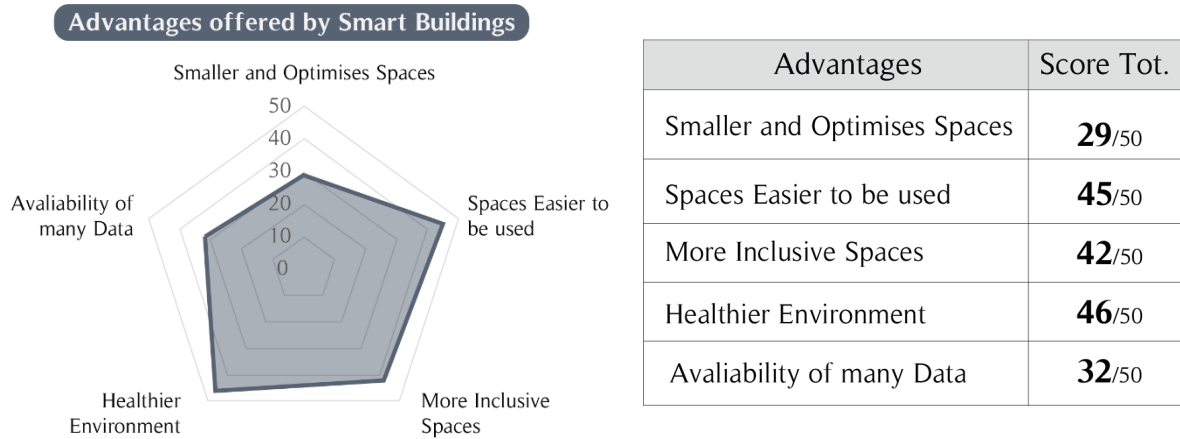 Advantages offered by Smart Buildings
Smaller and Optimises Spaces
50
40
30
20
10
0
Avaliability of
many Data
Spaces Easier to
be used
Healthier
Environment
More Inclusive
Spaces
Advantages Score Tot.
Smaller and Optimises Spaces 29/50
Spaces Easier to be used 45/50
More Inclusive Spaces 42/50
Healthier Environment 46/50
Avaliability of many Data 32/50